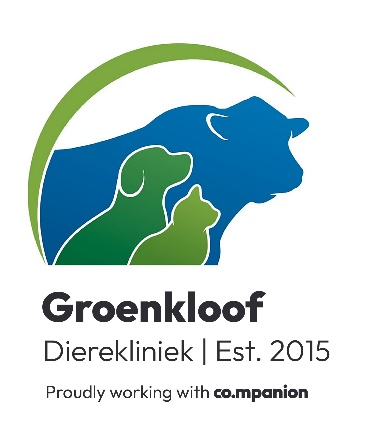 Groenkloof
Dierekliniek | Est. 2015
Proudly working with co.mpanion